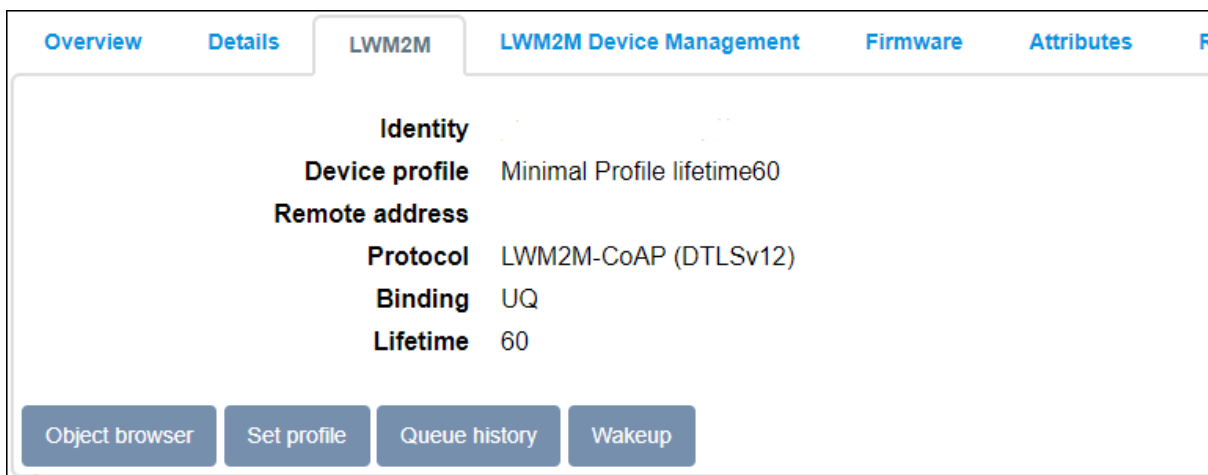 Overview Details LWM2M LWM2M Device Management Firmware Attributes
Identity
Device profile Minimal Profile lifetime60
Remote address
Protocol LWM2M-CoAP (DTLSv12)
Binding UQ
Lifetime 60
Object browser Set profile Queue history Wakeup